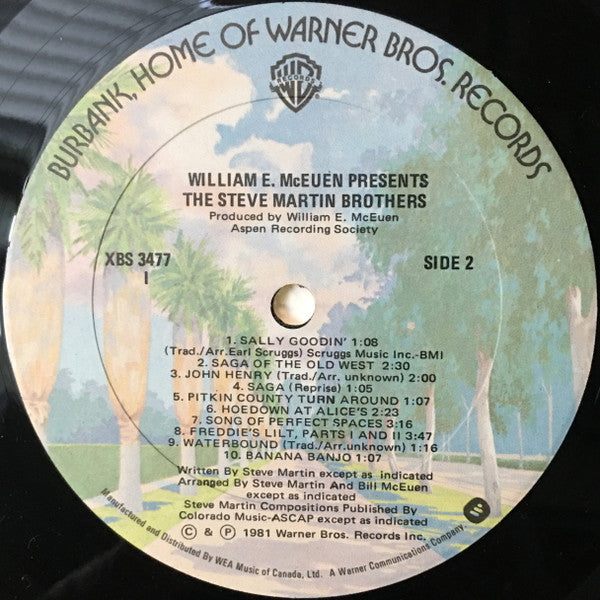 BURBANK, HOME OF WARNER BROS. RECORDS
RECORDS
WILLIAM E. McEUEN PRESENTS
THE STEVE MARTIN BROTHERS
Produced by William E. McEuen
Aspen Recording Society
XBS 3477
I
SIDE 2
1. SALLY GOODIN' 1:08
(Trad./Arr.Earl Scruggs) Scruggs Music Inc.-BMI
2. SAGA OF THE OLD WEST 2:30
3. JOHN HENRY (Trad./Arr. unknown) 2:00
4. SAGA (Reprise) 1:05
5. PITKIN COUNTY TURN AROUND 1:07
6. HOEDOWN AT ALICE'S 2:23
7. SONG OF PERFECT SPACES 3:16
8. FREDDIE'S LILT, PARTS I AND II 3:47
9. WATERBOUND (Trad./Arr.unknown) 1:16
10. BANANA BANJO 1:07
Written By Steve Martin except as indicated
Arranged By Steve Martin And Bill McEuen
except as indicated
Steve Martin Compositions Published By
Colorado Music-ASCAP except as indicated
© & ℗ 1981 Warner Bros. Records Inc.
Manufactured and Distributed By WEA Music of Canada, Ltd. A Warner Communications Company.